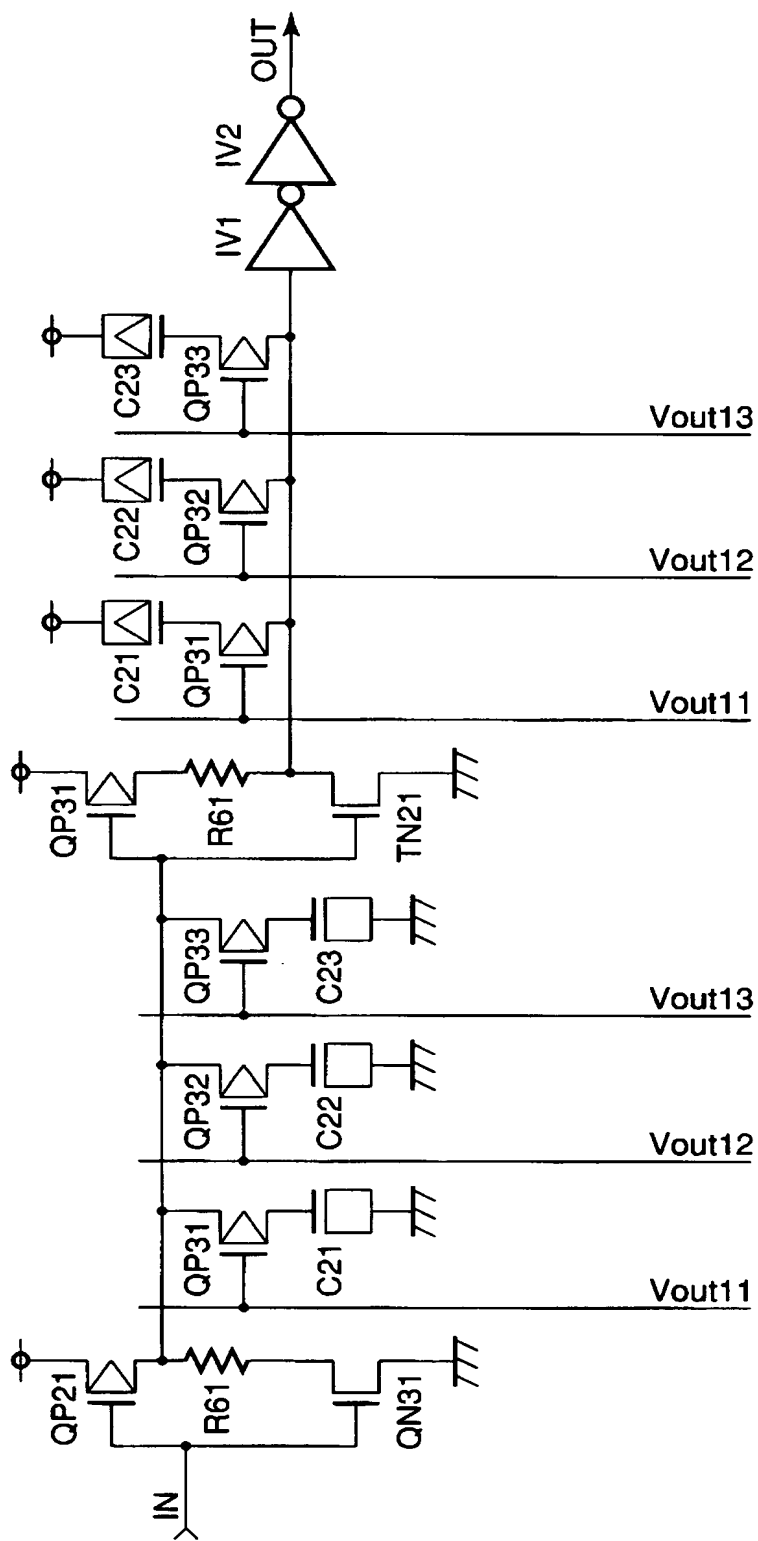 IN
QP21
R61
QN31
Vout11
QP31
C21
Vout12
QP32
C22
Vout13
QP33
C23
QP31
R61
TN21
Vout11
QP31
C21
Vout12
QP32
C22
Vout13
QP33
C23
IV1
IV2
OUT